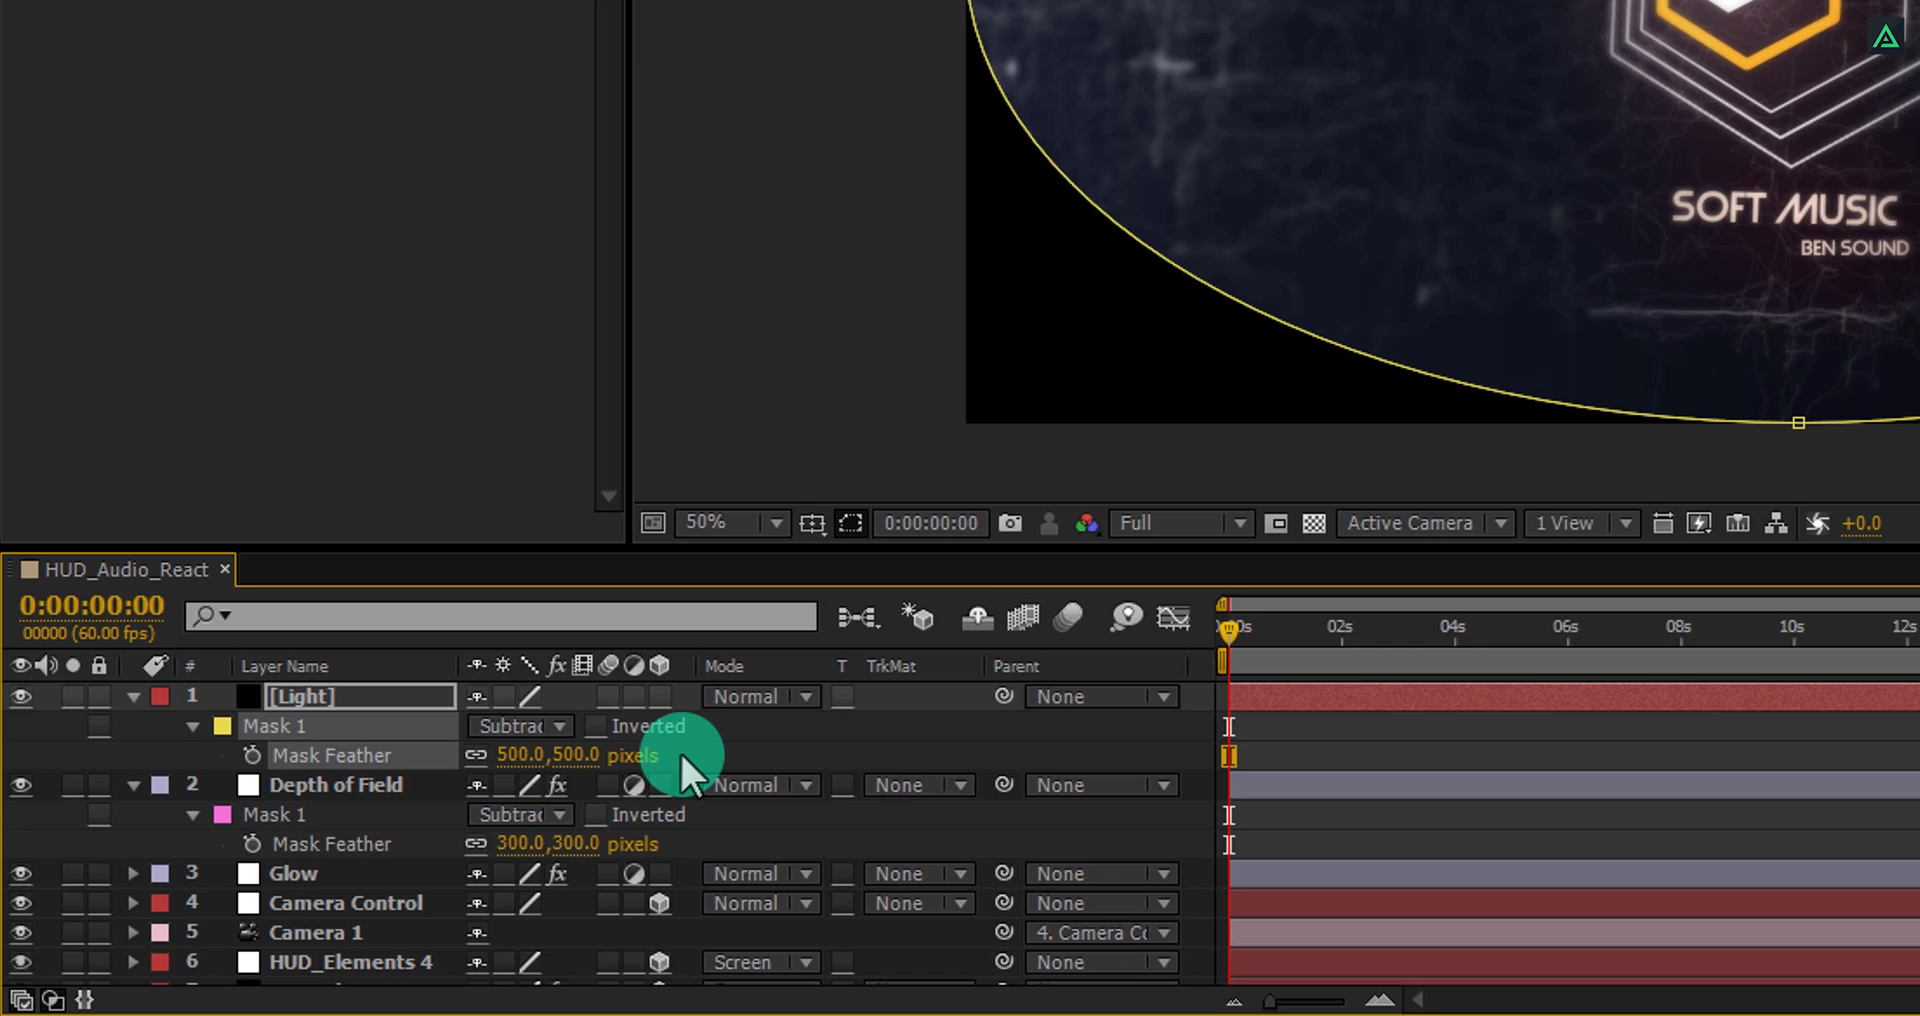 SOFT MUSIC
BEN SOUND
50%
0:00:00:00
Full
Active Camera
1 View
+0.0
HUD_Audio_React ×
0:00:00:00
00000 (60.00 fps)
02s 04s 06s 08s 10s 12s
# Layer Name fx Mode T TrkMat Parent
1 [Light] Normal None
Mask 1 Subtrac Inverted
Mask Feather 500.0,500.0 pixels
2 Depth of Field fx Normal None None
Mask 1 Subtrac Inverted
Mask Feather 300.0,300.0 pixels
3 Glow fx Normal None None
4 Camera Control Normal None None
5 Camera 1 4. Camera Co
6 HUD_Elements 4 Screen None